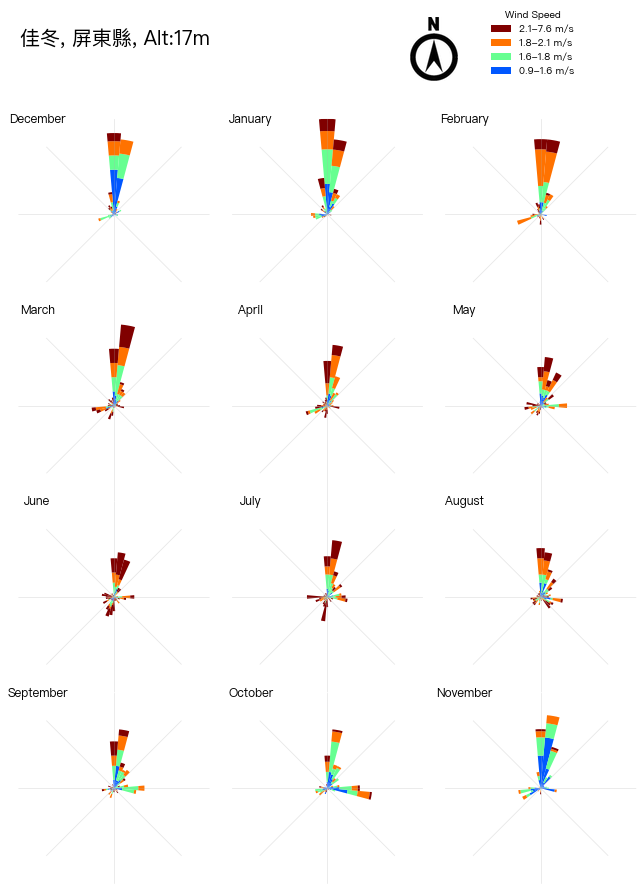 佳冬, 屏東縣, Alt:17m
N
Wind Speed
2.1–7.6 m/s
1.8–2.1 m/s
1.6–1.8 m/s
0.9–1.6 m/s
December
January
February
March
April
May
June
July
August
September
October
November